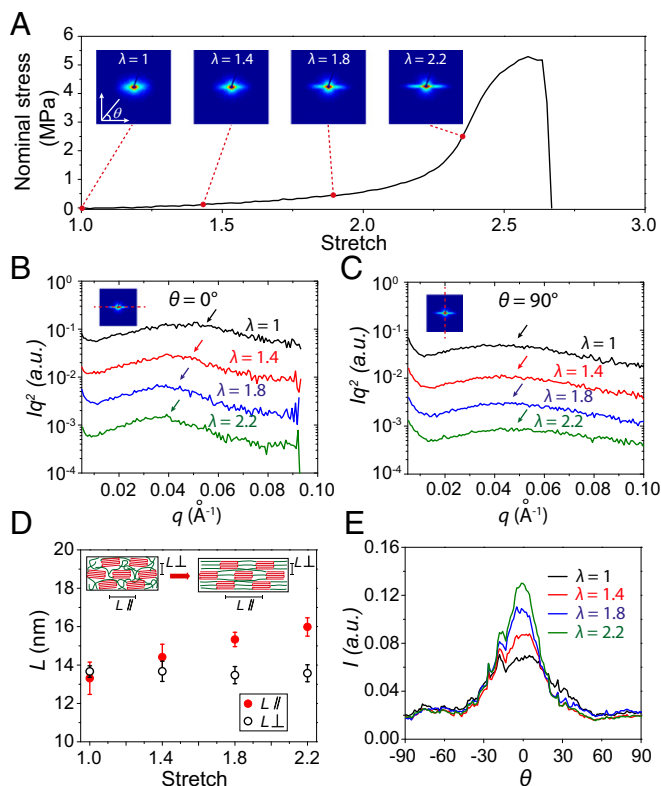 A
Nominal stress
(MPa)
6
5
4
3
2
1
0
λ = 1
λ = 1.4
λ = 1.8
λ = 2.2
θ
1.0 1.5 2.0 2.5 3.0
Stretch
B
Iq² (a.u.)
10⁰
10⁻¹
10⁻²
10⁻³
10⁻⁴
θ = 0°
λ = 1
λ = 1.4
λ = 1.8
λ = 2.2
0.02 0.04 0.06 0.08 0.10
q (Å⁻¹)
C
Iq² (a.u.)
10⁰
10⁻¹
10⁻²
10⁻³
10⁻⁴
θ = 90°
λ = 1
λ = 1.4
λ = 1.8
λ = 2.2
0.02 0.04 0.06 0.08 0.10
q (Å⁻¹)
D
L (nm)
20
18
16
14
12
10
L⊥
L∥
L⊥
L∥
L∥
L⊥
1.0 1.4 1.8 2.2
Stretch
E
I (a.u.)
0.16
0.12
0.08
0.04
0.00
λ = 1
λ = 1.4
λ = 1.8
λ = 2.2
-90 -60 -30 0 30 60 90
θ